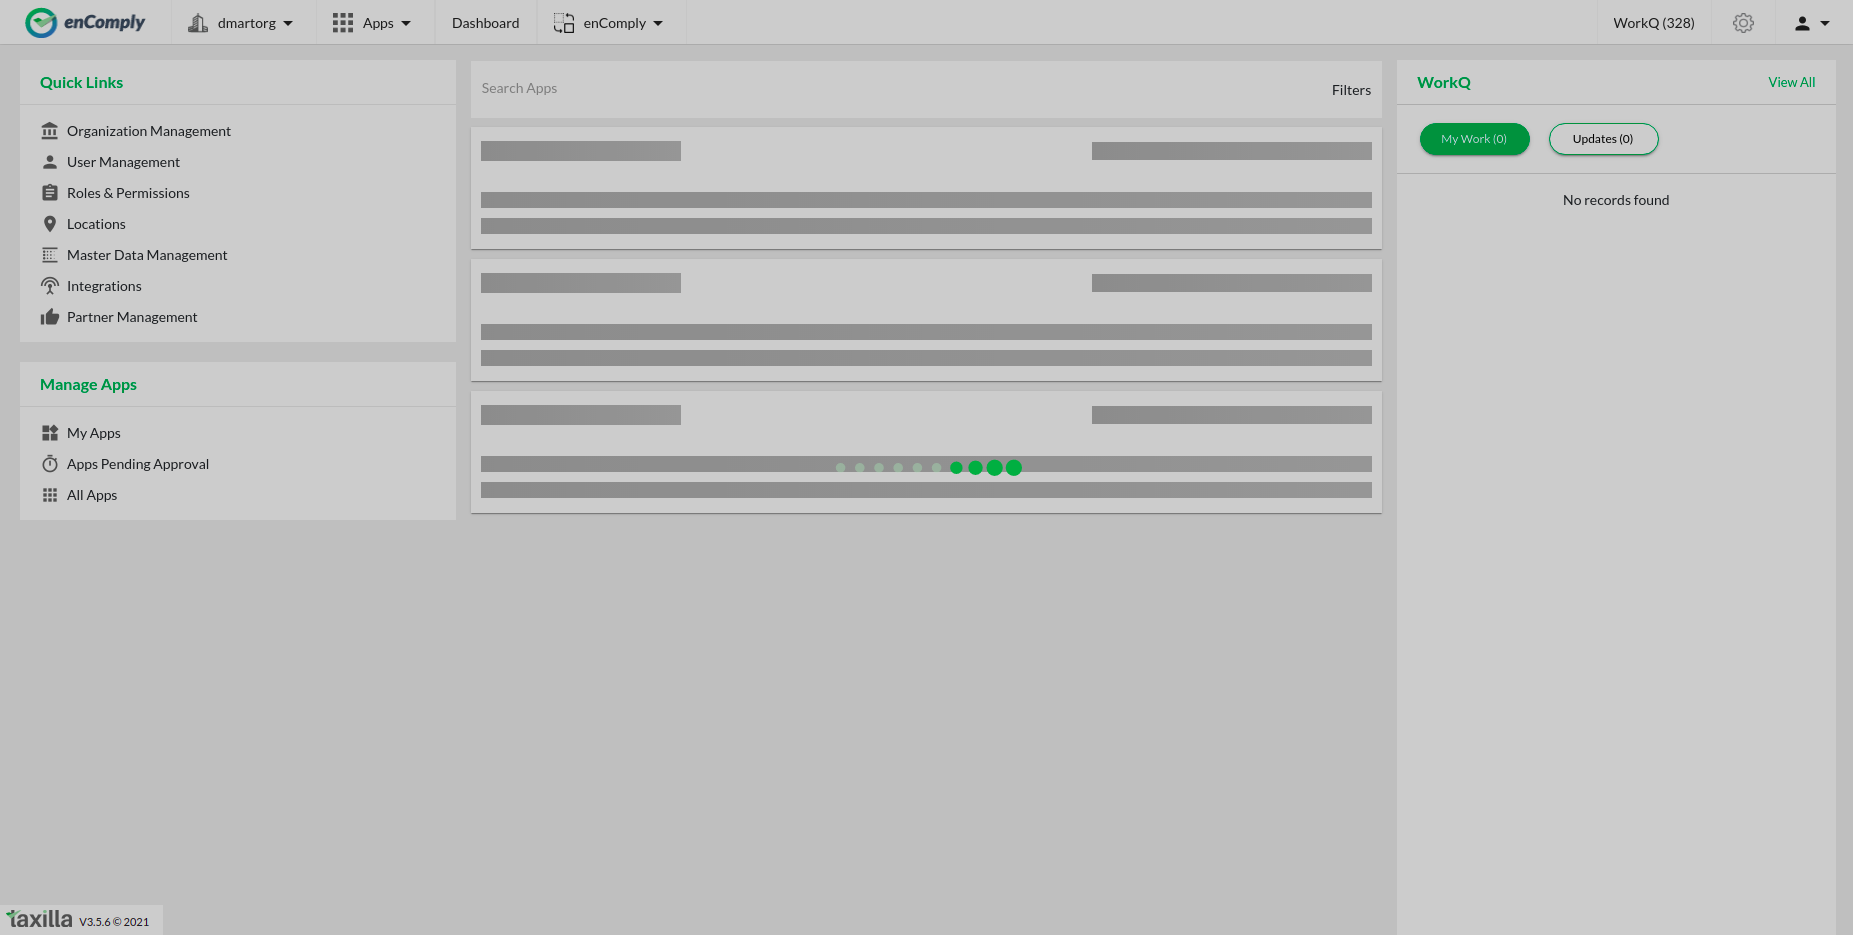 enComply
dmartorg
Apps
Dashboard
enComply
WorkQ (328)
Quick Links
Organization Management
User Management
Roles & Permissions
Locations
Master Data Management
Integrations
Partner Management
Manage Apps
My Apps
Apps Pending Approval
All Apps
Search Apps
Filters
WorkQ
View All
My Work (0)
Updates (0)
No records found
taxilla V3.5.6 © 2021